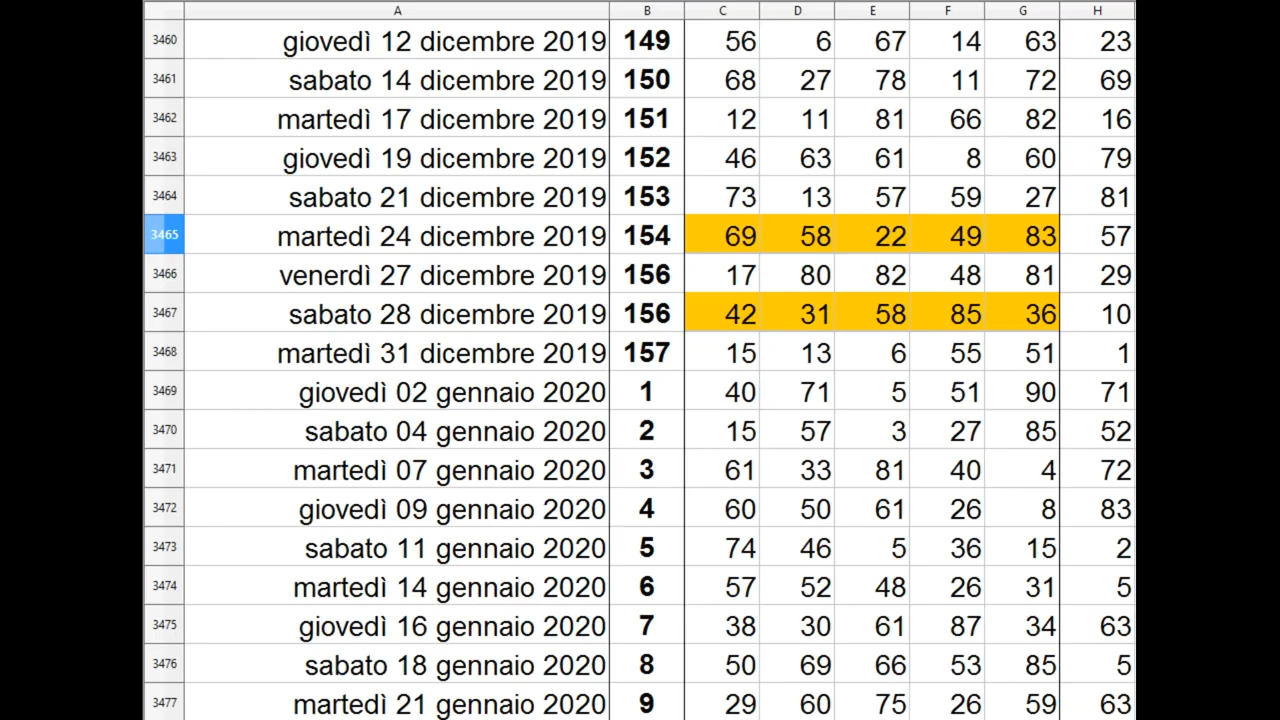 A B C D E F G H
3460 giovedì 12 dicembre 2019 149 56 6 67 14 63 23
3461 sabato 14 dicembre 2019 150 68 27 78 11 72 69
3462 martedì 17 dicembre 2019 151 12 11 81 66 82 16
3463 giovedì 19 dicembre 2019 152 46 63 61 8 60 79
3464 sabato 21 dicembre 2019 153 73 13 57 59 27 81
3465 martedì 24 dicembre 2019 154 69 58 22 49 83 57
3466 venerdì 27 dicembre 2019 156 17 80 82 48 81 29
3467 sabato 28 dicembre 2019 156 42 31 58 85 36 10
3468 martedì 31 dicembre 2019 157 15 13 6 55 51 1
3469 giovedì 02 gennaio 2020 1 40 71 5 51 90 71
3470 sabato 04 gennaio 2020 2 15 57 3 27 85 52
3471 martedì 07 gennaio 2020 3 61 33 81 40 4 72
3472 giovedì 09 gennaio 2020 4 60 50 61 26 8 83
3473 sabato 11 gennaio 2020 5 74 46 5 36 15 2
3474 martedì 14 gennaio 2020 6 57 52 48 26 31 5
3475 giovedì 16 gennaio 2020 7 38 30 61 87 34 63
3476 sabato 18 gennaio 2020 8 50 69 66 53 85 5
3477 martedì 21 gennaio 2020 9 29 60 75 26 59 63